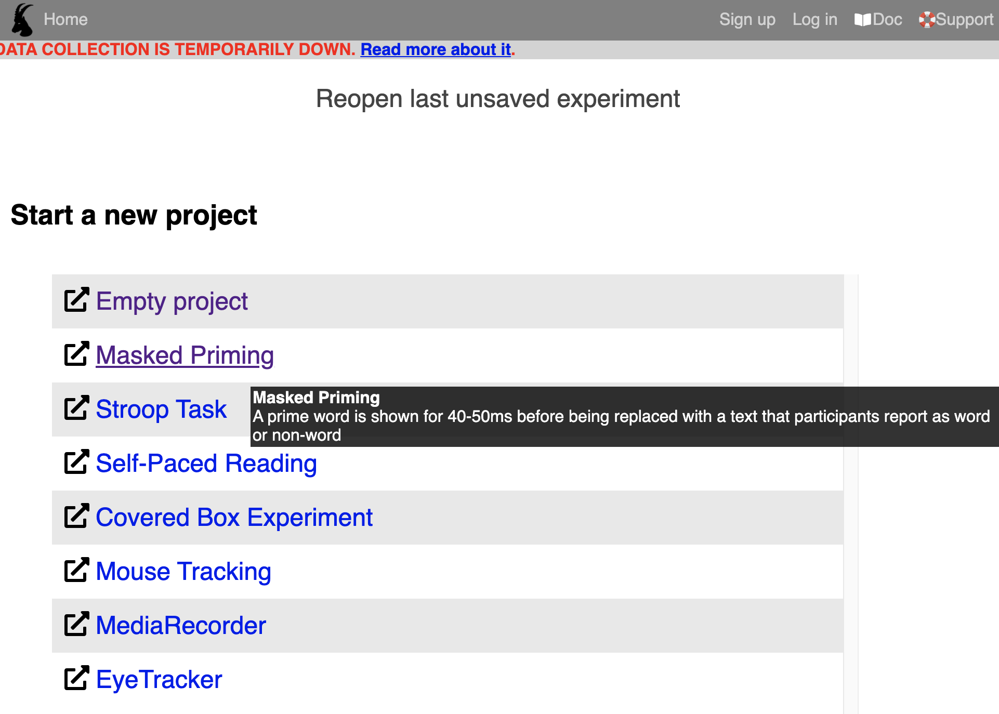 Home
Sign up
Log in
Doc
Support
DATA COLLECTION IS TEMPORARILY DOWN. Read more about it.
Reopen last unsaved experiment
Start a new project
Empty project
Masked Priming
Stroop Task
Masked Priming
A prime word is shown for 40-50ms before being replaced with a text that participants report as word
or non-word
Self-Paced Reading
Covered Box Experiment
Mouse Tracking
MediaRecorder
EyeTracker